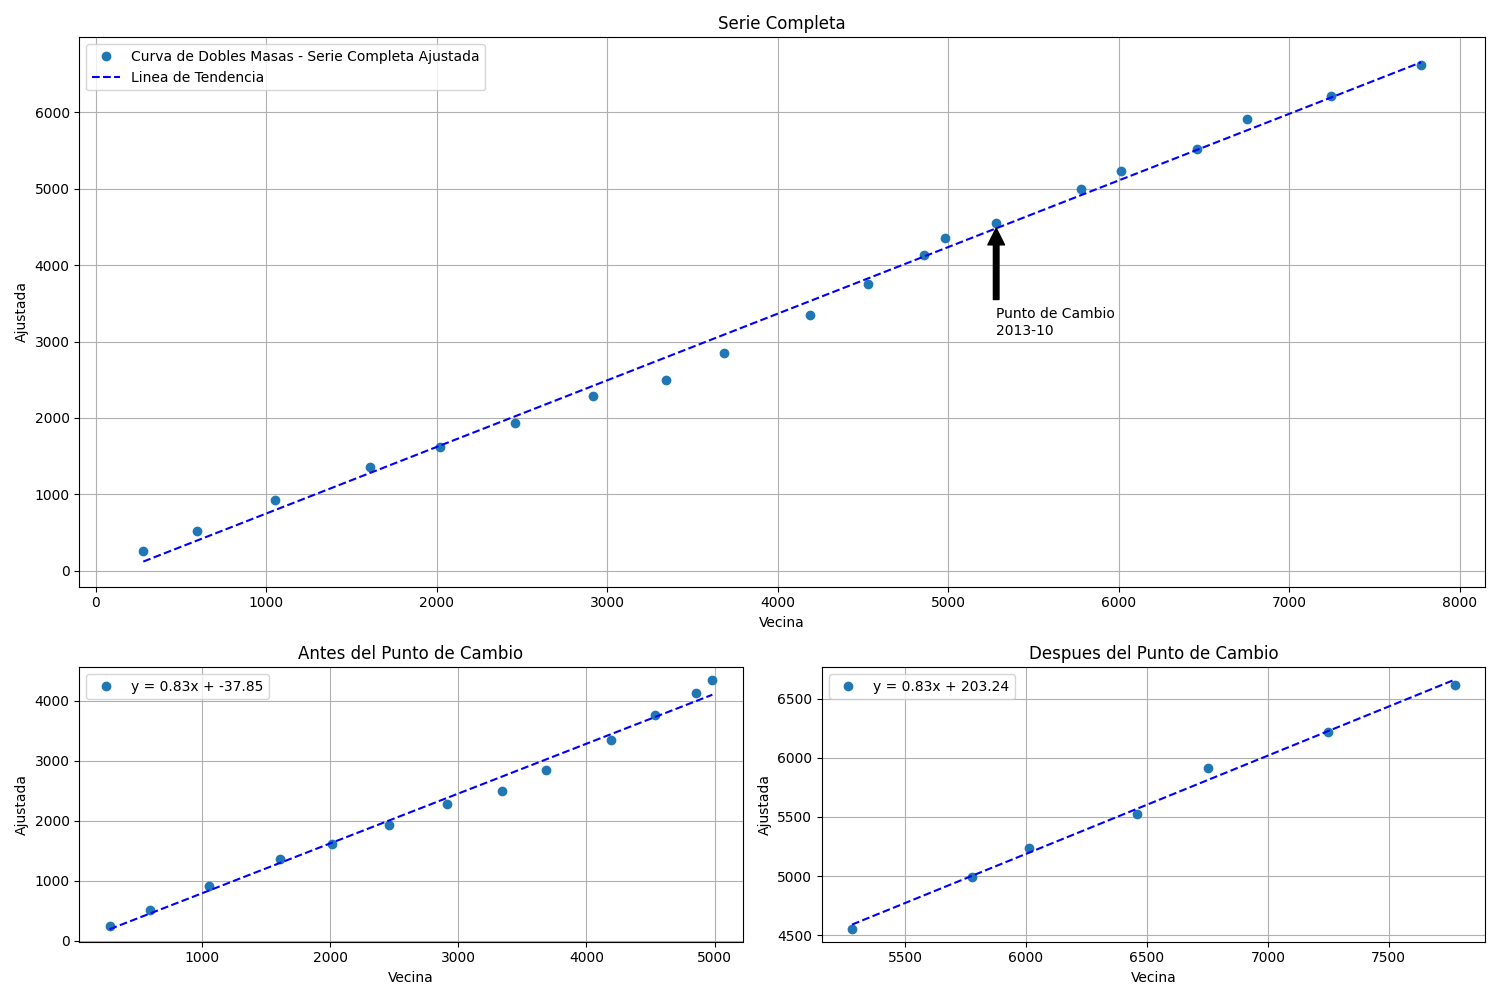 Serie Completa
Curva de Dobles Masas - Serie Completa Ajustada
Linea de Tendencia
Ajustada
6000
5000
4000
3000
2000
1000
0
Punto de Cambio
2013-10
0 1000 2000 3000 4000 5000 6000 7000 8000
Vecina
Antes del Punto de Cambio
y = 0.83x + -37.85
Ajustada
4000
3000
2000
1000
0
1000 2000 3000 4000 5000
Vecina
Despues del Punto de Cambio
y = 0.83x + 203.24
Ajustada
6500
6000
5500
5000
4500
5500 6000 6500 7000 7500
Vecina